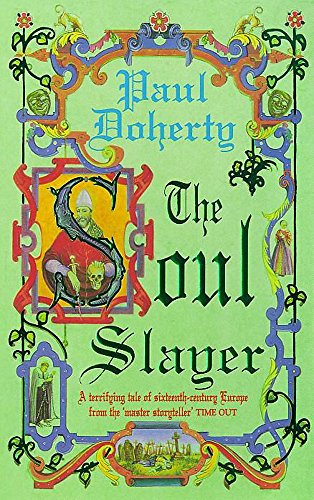 Paul
Doherty
The
Soul
Slayer
A terrifying tale of sixteenth-century Europe
from the 'master storyteller' TIME OUT